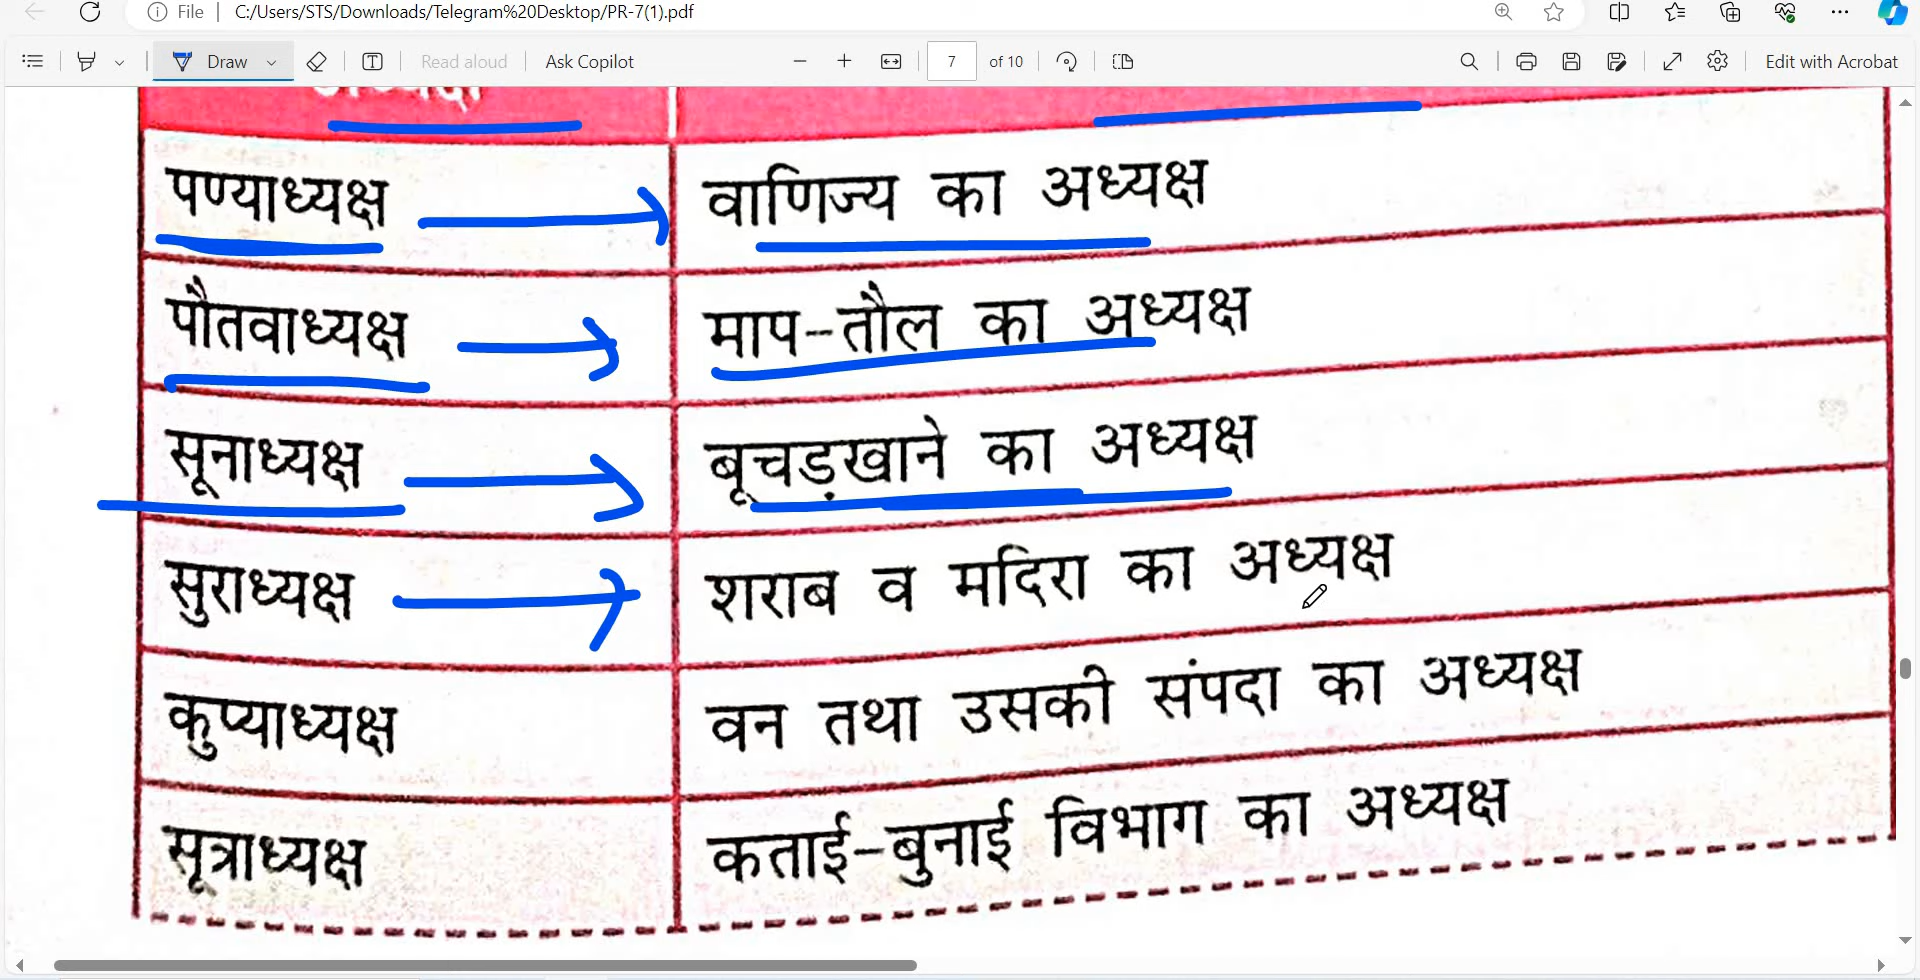 File C:/Users/STS/Downloads/Telegram%20Desktop/PR-7(1).pdf
Draw Read aloud Ask Copilot 7 of 10 Edit with Acrobat
पण्याध्यक्ष वाणिज्य का अध्यक्ष
पौतवाध्यक्ष माप-तौल का अध्यक्ष
सूनाध्यक्ष बूचड़खाने का अध्यक्ष
सुराध्यक्ष शराब व मदिरा का अध्यक्ष
कुप्याध्यक्ष वन तथा उसकी संपदा का अध्यक्ष
सूत्राध्यक्ष कताई-बुनाई विभाग का अध्यक्ष